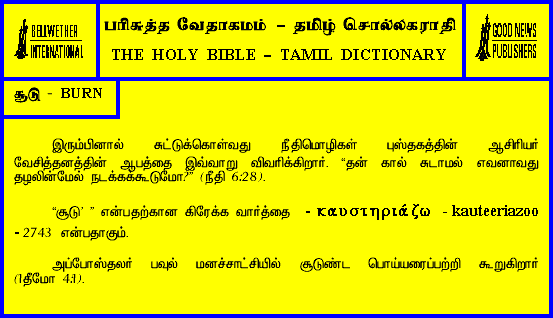 BELLWETHER
INTERNATIONAL
பரிசுத்த வேதாகமம் – தமிழ் சொல்லகராதி
THE HOLY BIBLE – TAMIL DICTIONARY
GOOD NEWS
PUBLISHERS
சூடு - BURN
இரும்பினால் சுட்டுக்கொள்வது நீதிமொழிகள் புஸ்தகத்தின் ஆசிரியர்
வேசித்தனத்தின் ஆபத்தை இவ்வாறு விவரிக்கிறார். “தன் கால் சுடாமல் எவனாவது
தழலின்மேல் நடக்கக்கூடுமோ?” (நீதி 6:28).
“சூடு’ ” என்பதற்கான கிரேக்க வார்த்தை - καυστηριάζω - kauteeriazoo
- 2743 என்பதாகும்.
அப்போஸ்தலர் பவுல் மனச்சாட்சியில் சூடுண்ட பொய்யரைப்பற்றி கூறுகிறார்
(1தீமோ 4:1).